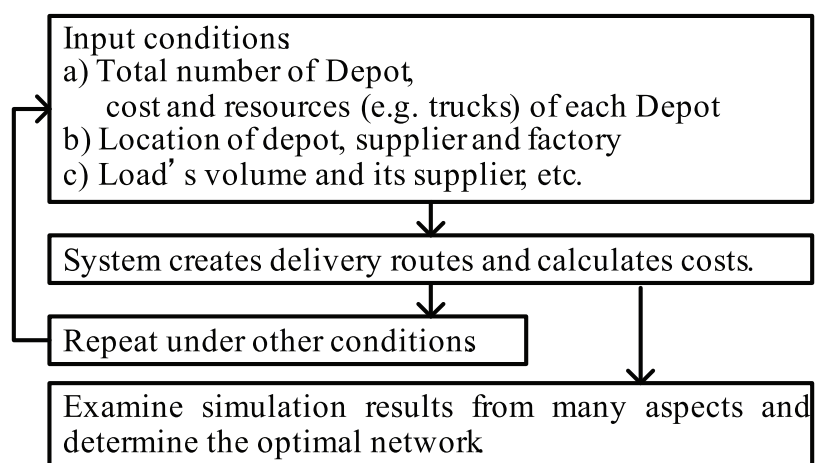 Input conditions.
a) Total number of Depot,
cost and resources (e.g. trucks) of each Depot
b) Location of depot, supplier and factory
c) Load's volume and its supplier, etc.
System creates delivery routes and calculates costs.
Repeat under other conditions.
Examine simulation results from many aspects and
determine the optimal network.